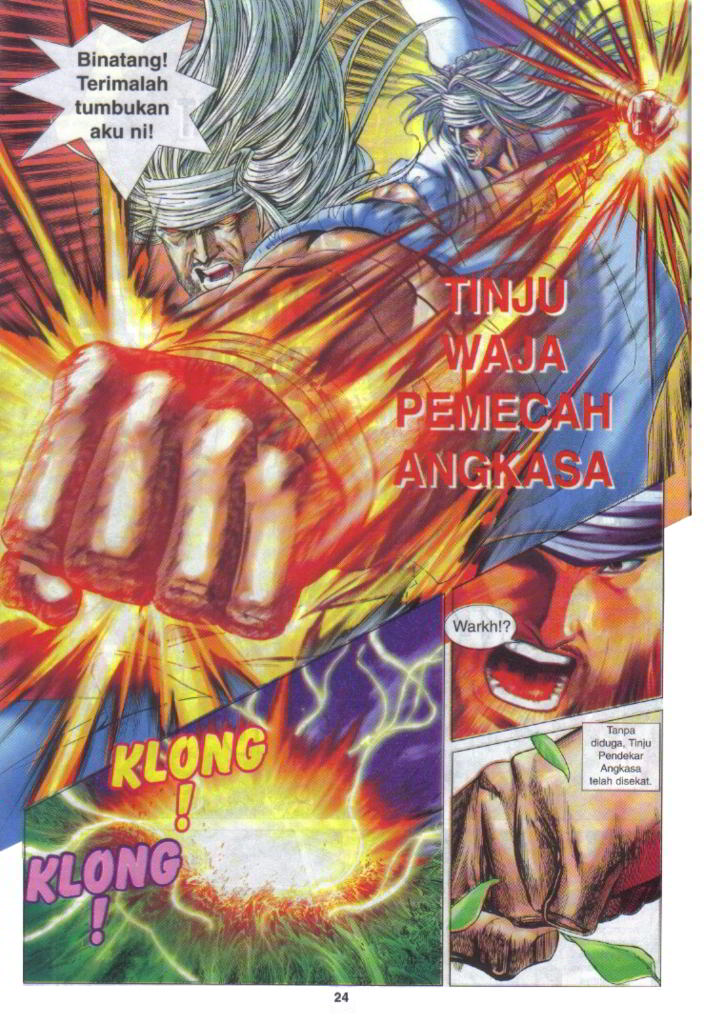 Binatang!
Terimalah
tumbukan
aku ni!
TINJU
WAJA
PEMECAH
ANGKASA
Warkh!?
KLONG
!
KLONG
!
Tanpa
diduga, Tinju
Pendekar
Angkasa
telah disekat.
24